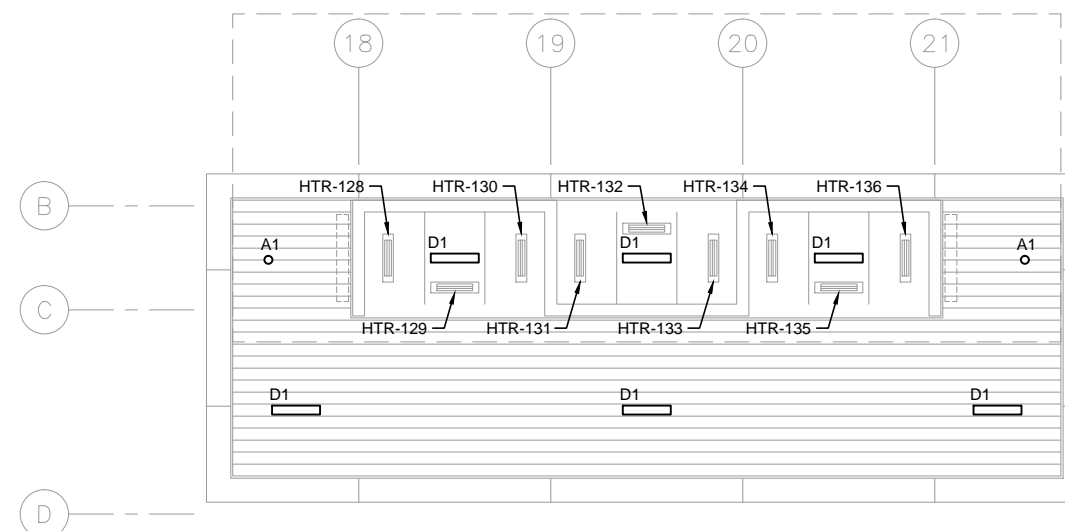 18 19 20 21
B
HTR-128 HTR-130 HTR-132 HTR-134 HTR-136
A1 D1 D1 D1 A1
C
HTR-129 HTR-131 HTR-133 HTR-135
D1 D1 D1
D